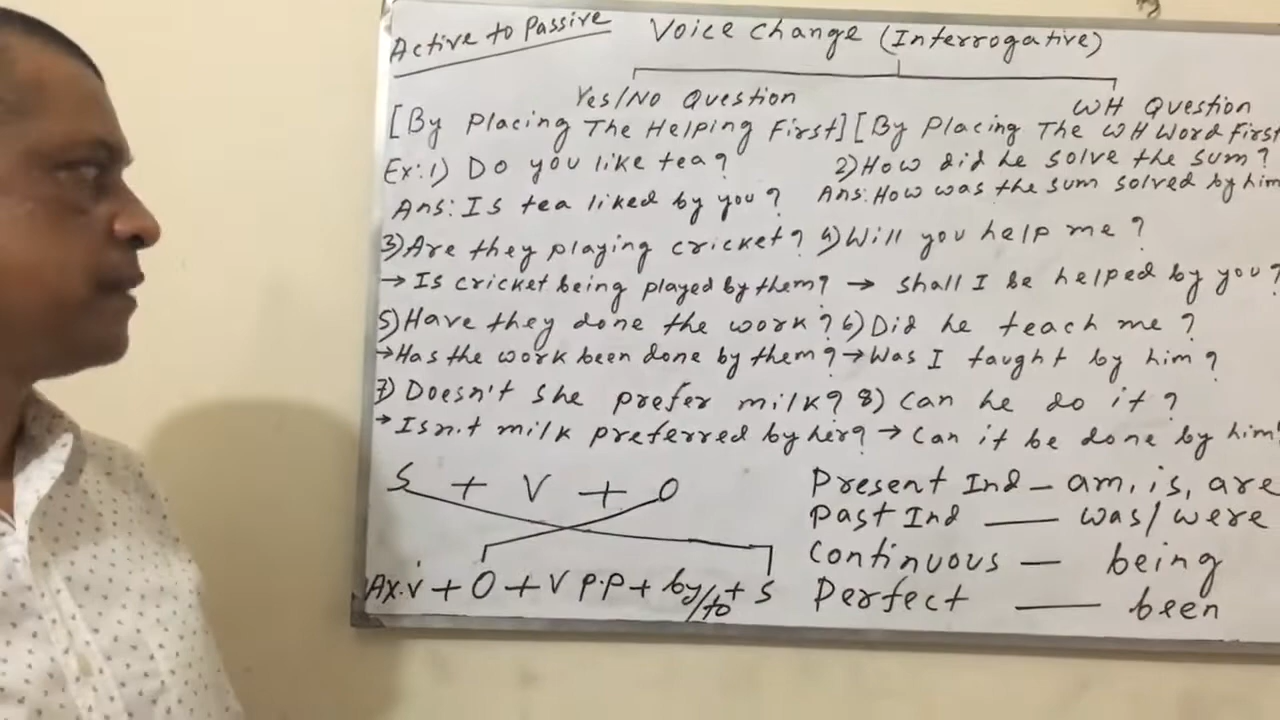 Active to Passive Voice Change (Interrogative)
Yes/No Question WH Question
[By Placing The Helping First] [By Placing The WH Word First
Ex:1) Do you like tea? 2) How did he solve the sum?
Ans: Is tea liked by you? Ans: How was the sum solved by him
3) Are they playing cricket? 4) Will you help me?
→ Is cricket being played by them? → Shall I be helped by you?
5) Have they done the work? 6) Did he teach me?
→ Has the work been done by them? → Was I taught by him?
7) Doesn't she prefer milk? 8) Can he do it?
→ Isn't milk preferred by her? → Can it be done by him
S + V + O
Ax.v + O + V p.p + by/to + S
Present Ind – am, is, are
Past Ind — was/were
Continuous — being
Perfect — been